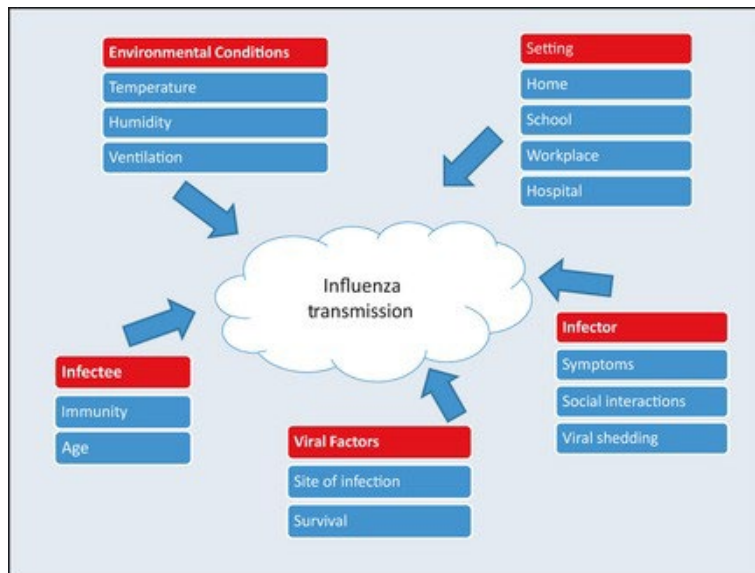 Environmental Conditions
Temperature
Humidity
Ventilation
Setting
Home
School
Workplace
Hospital
Influenza
transmission
Infectee
Immunity
Age
Viral Factors
Site of infection
Survival
Infector
Symptoms
Social interactions
Viral shedding